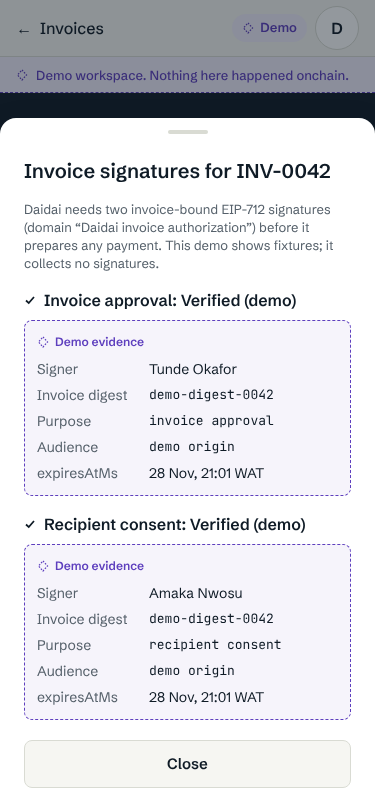 ← Invoices
Demo
D
Demo workspace. Nothing here happened onchain.
Invoice signatures for INV-0042
Daidai needs two invoice-bound EIP-712 signatures
(domain “Daidai invoice authorization”) before it
prepares any payment. This demo shows fixtures; it
collects no signatures.
✓ Invoice approval: Verified (demo)
Demo evidence
Signer Tunde Okafor
Invoice digest demo-digest-0042
Purpose invoice approval
Audience demo origin
expiresAtMs 28 Nov, 21:01 WAT
✓ Recipient consent: Verified (demo)
Demo evidence
Signer Amaka Nwosu
Invoice digest demo-digest-0042
Purpose recipient consent
Audience demo origin
expiresAtMs 28 Nov, 21:01 WAT
Close